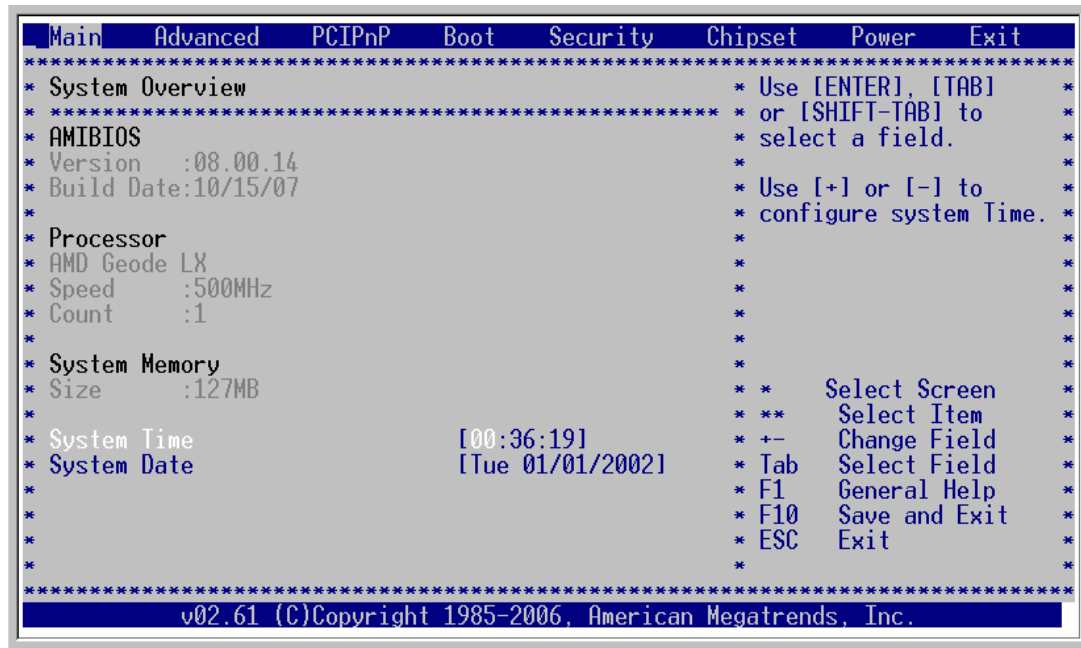 Main Advanced PCIPnP Boot Security Chipset Power Exit
********************************************************************************
* System Overview * Use [ENTER], [TAB] *
* *************************************************** * or [SHIFT-TAB] to *
* AMIBIOS * select a field. *
* Version :08.00.14 * *
* Build Date:10/15/07 * Use [+] or [-] to *
* * configure system Time. *
* Processor * *
* AMD Geode LX * *
* Speed :500MHz * *
* Count :1 * *
* * *
* System Memory * *
* Size :127MB * * Select Screen *
* * ** Select Item *
* System Time [00:36:19] * +- Change Field *
* System Date [Tue 01/01/2002] * Tab Select Field *
* * F1 General Help *
* * F10 Save and Exit *
* * ESC Exit *
* * *
********************************************************************************
v02.61 (C)Copyright 1985-2006, American Megatrends, Inc.